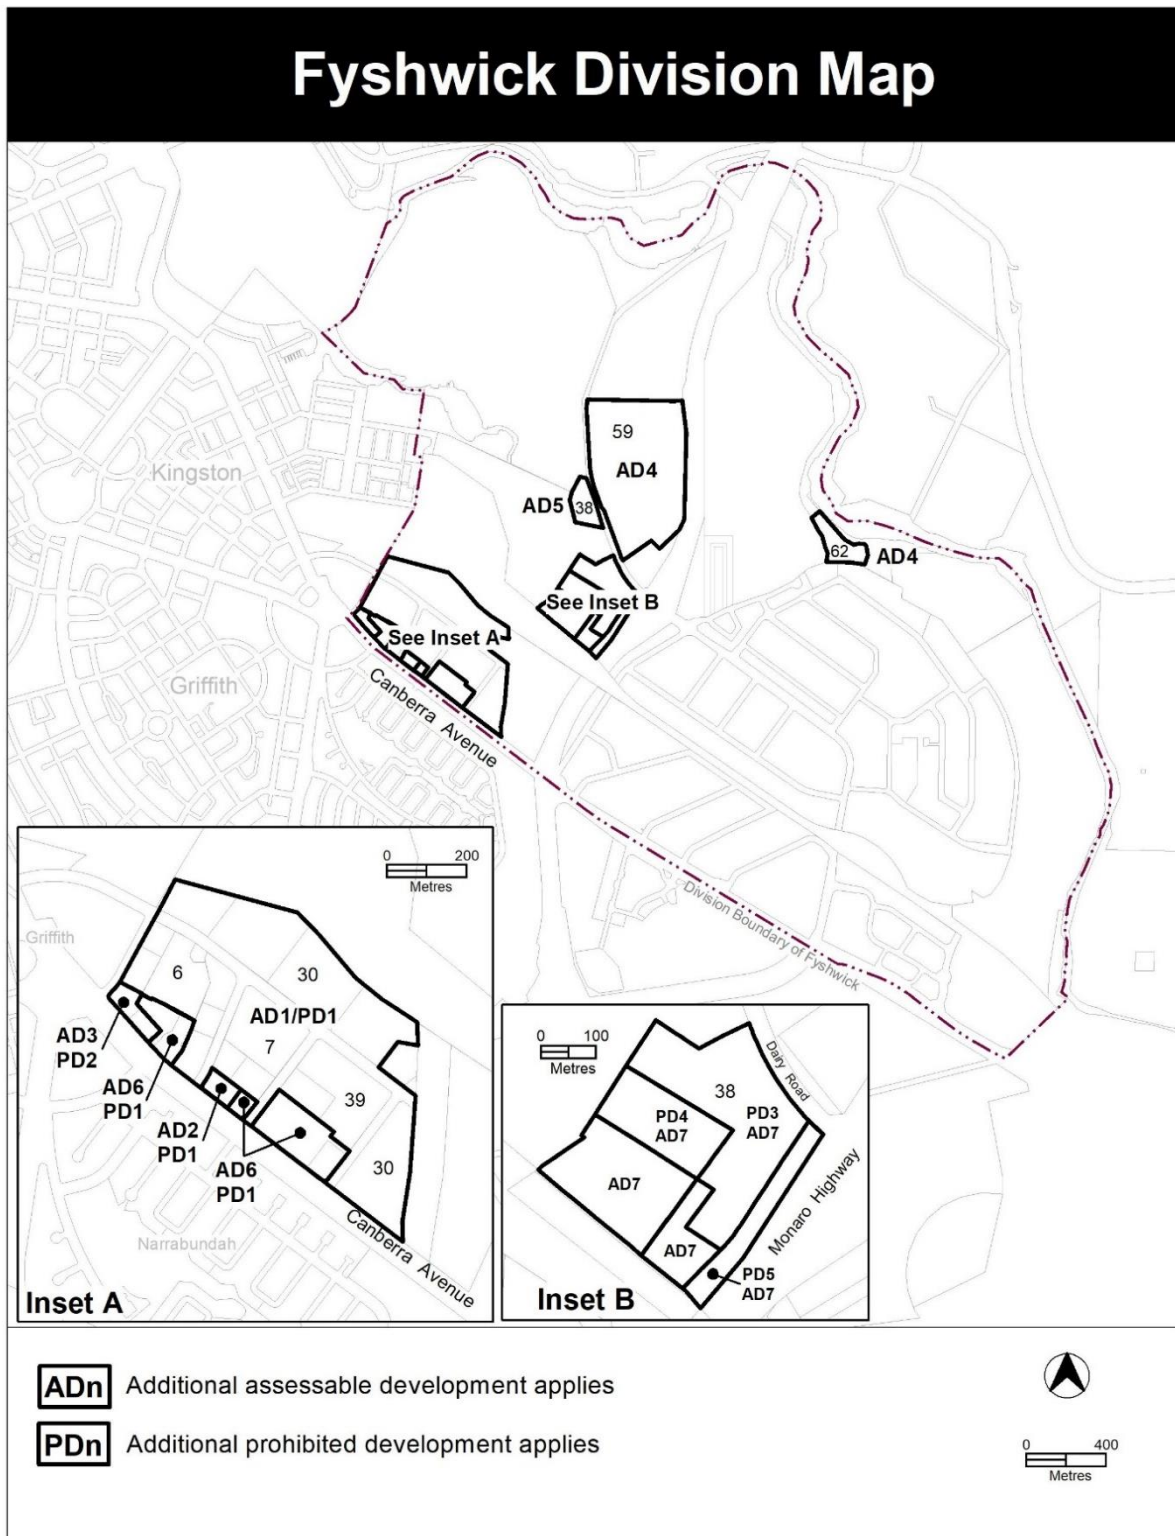 Fyshwick Division Map
Kingston
59
AD4
AD5
38
62
AD4
See Inset B
See Inset A
Griffith
Canberra Avenue
Division Boundary of Fyshwick
0 200
Metres
Griffith
6
30
AD1/PD1
7
AD3
PD2
AD6
PD1
AD2
PD1
AD6
PD1
39
30
Canberra Avenue
Narrabundah
Inset A
0 100
Metres
Dairy Road
38
PD4
AD7
PD3
AD7
AD7
AD7
Monaro Highway
PD5
AD7
Inset B
ADn Additional assessable development applies
PDn Additional prohibited development applies
0 400
Metres